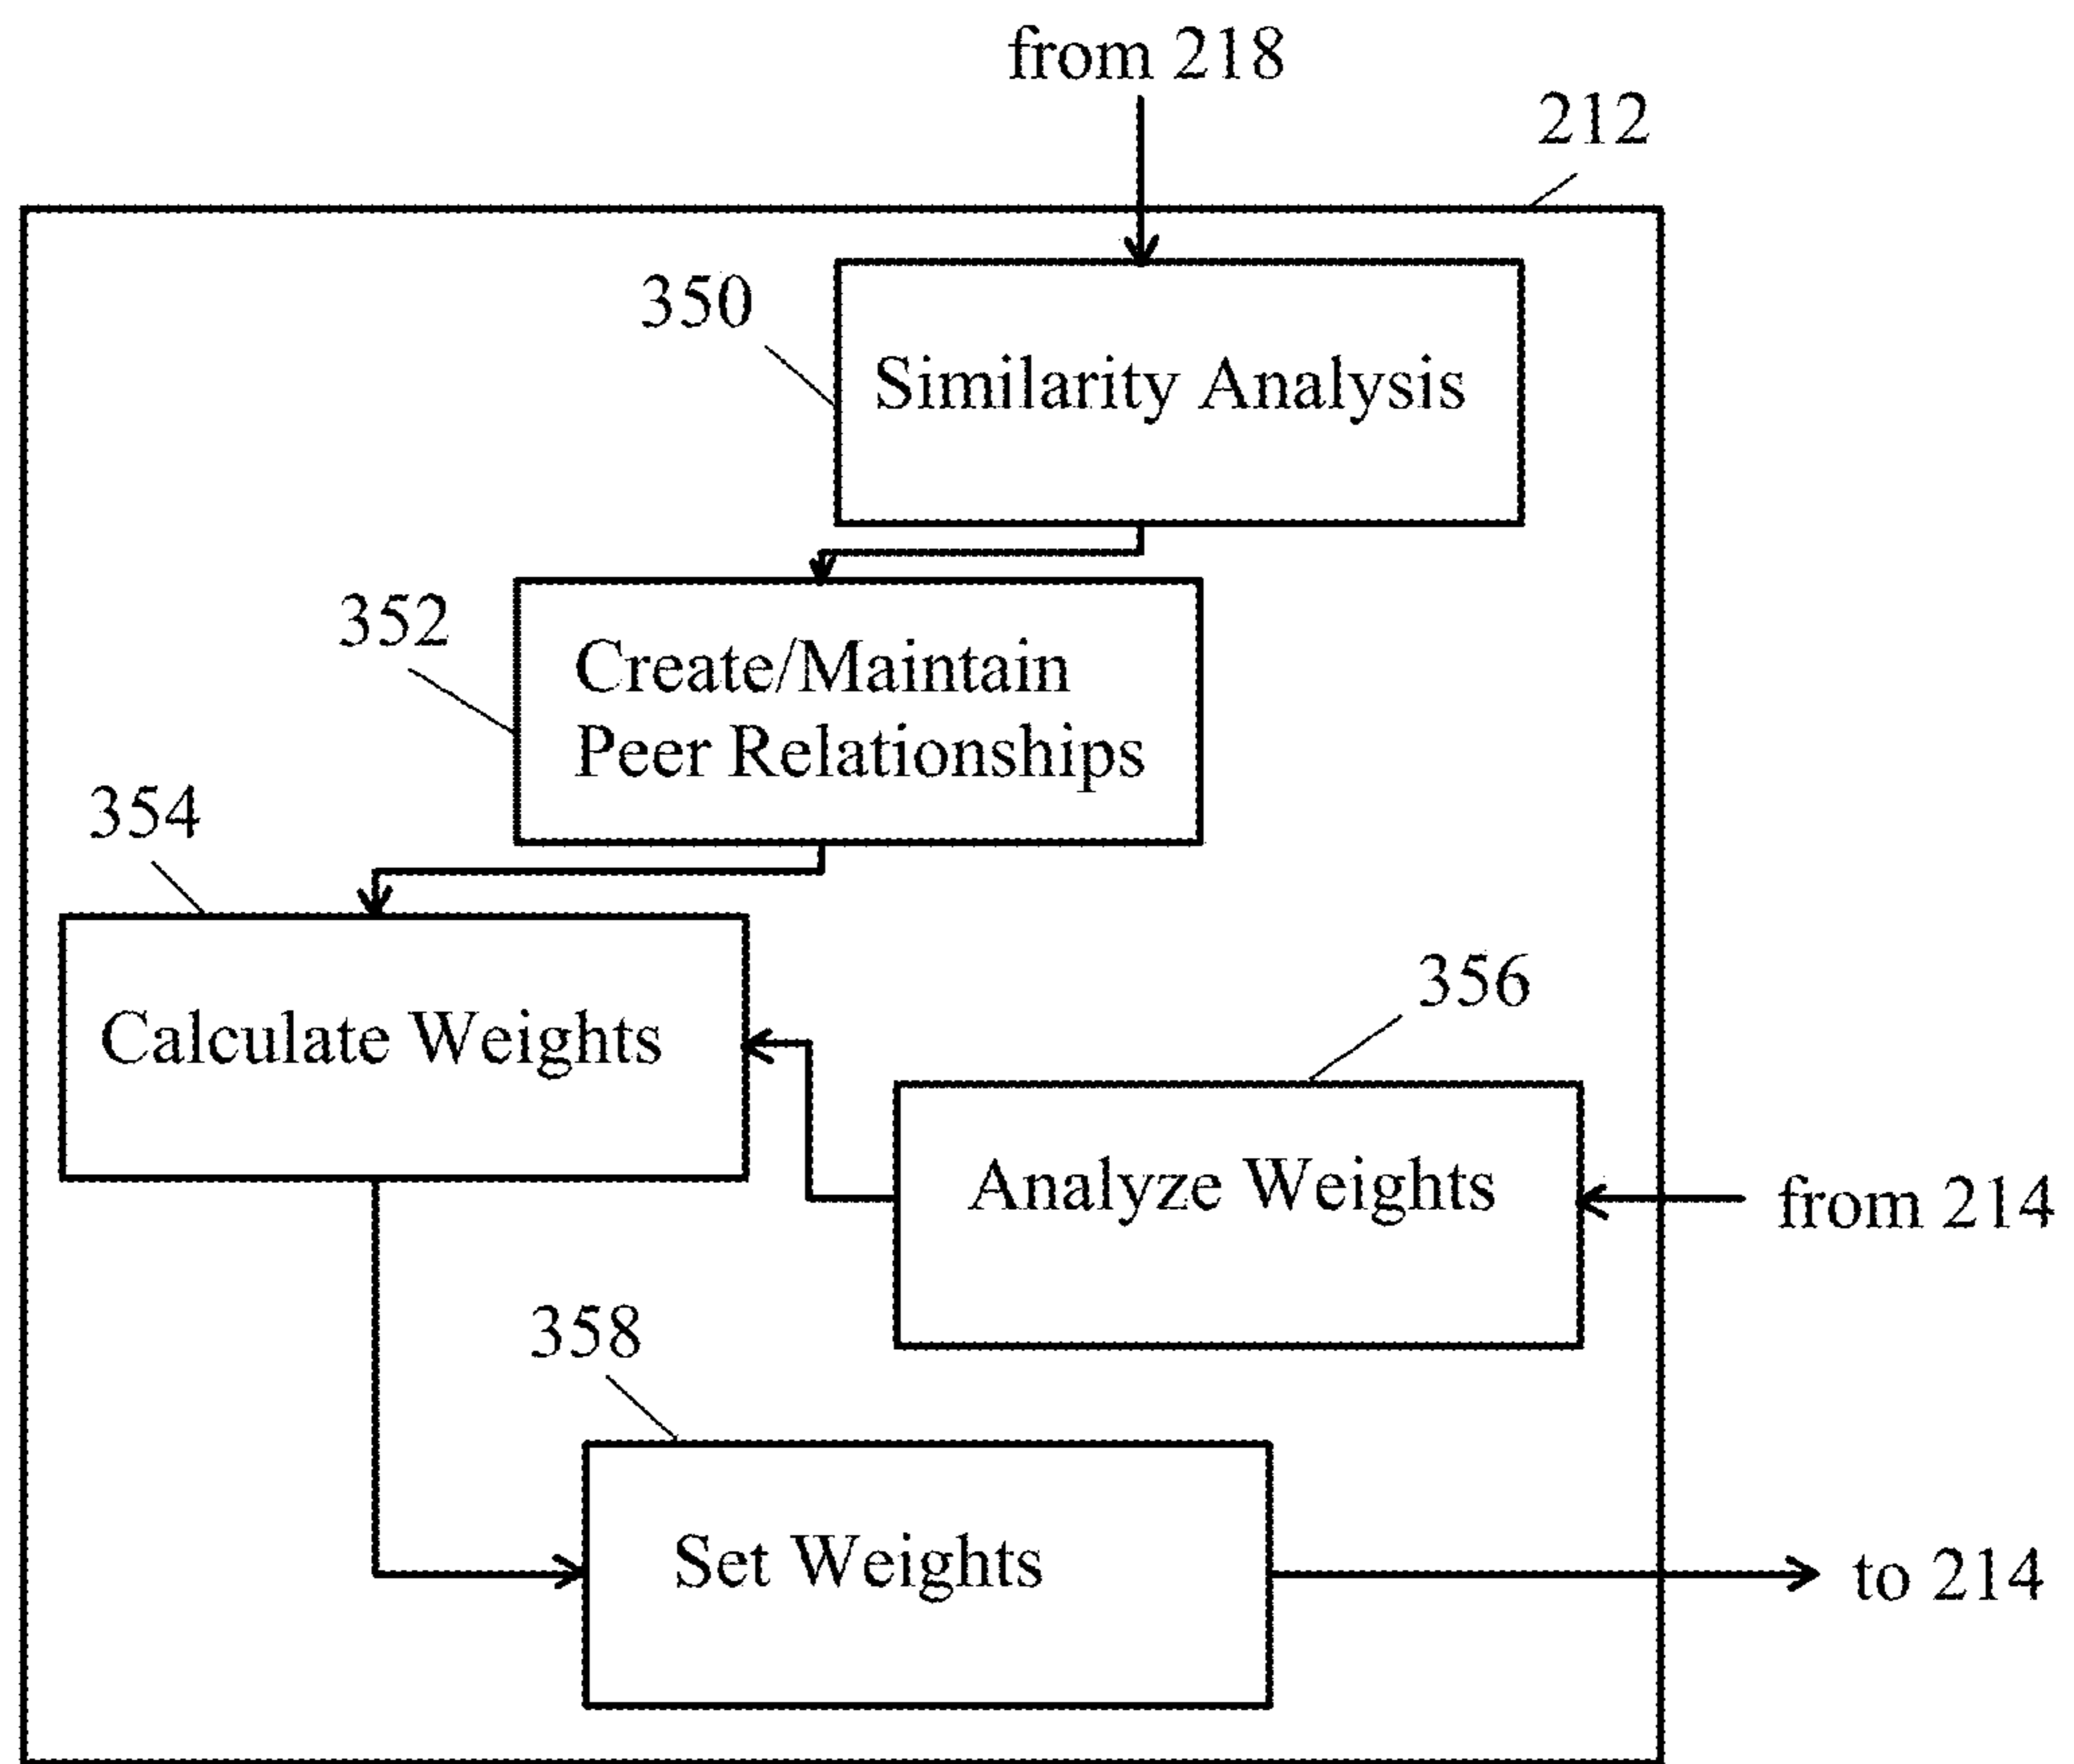 from 218
212
350
Similarity Analysis
352
Create/Maintain
Peer Relationships
354
Calculate Weights
356
Analyze Weights
from 214
358
Set Weights
to 214